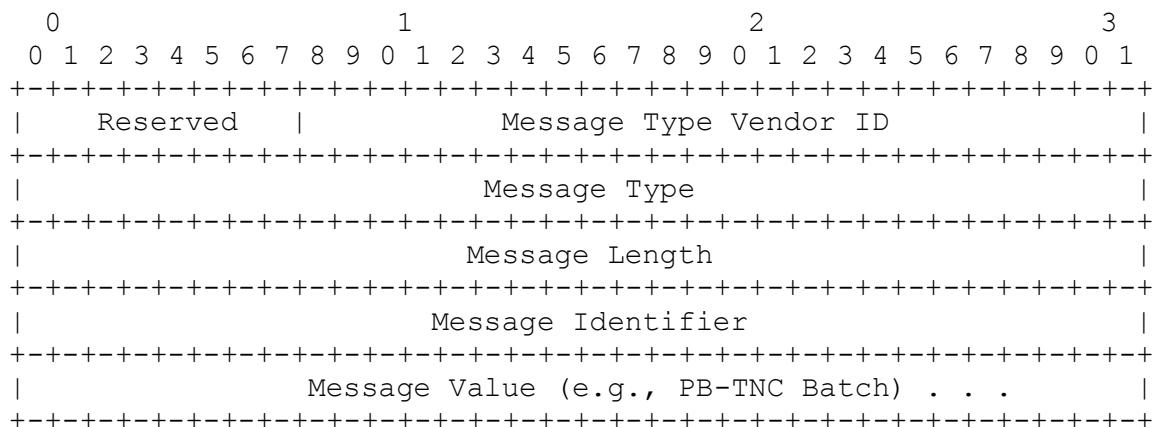 0                   1                   2                   3
 0 1 2 3 4 5 6 7 8 9 0 1 2 3 4 5 6 7 8 9 0 1 2 3 4 5 6 7 8 9 0 1
+-+-+-+-+-+-+-+-+-+-+-+-+-+-+-+-+-+-+-+-+-+-+-+-+-+-+-+-+-+-+-+-+
|    Reserved   |           Message Type Vendor ID              |
+-+-+-+-+-+-+-+-+-+-+-+-+-+-+-+-+-+-+-+-+-+-+-+-+-+-+-+-+-+-+-+-+
|                          Message Type                         |
+-+-+-+-+-+-+-+-+-+-+-+-+-+-+-+-+-+-+-+-+-+-+-+-+-+-+-+-+-+-+-+-+
|                         Message Length                        |
+-+-+-+-+-+-+-+-+-+-+-+-+-+-+-+-+-+-+-+-+-+-+-+-+-+-+-+-+-+-+-+-+
|                       Message Identifier                      |
+-+-+-+-+-+-+-+-+-+-+-+-+-+-+-+-+-+-+-+-+-+-+-+-+-+-+-+-+-+-+-+-+
|                Message Value (e.g., PB-TNC Batch) . . .       |
+-+-+-+-+-+-+-+-+-+-+-+-+-+-+-+-+-+-+-+-+-+-+-+-+-+-+-+-+-+-+-+-+